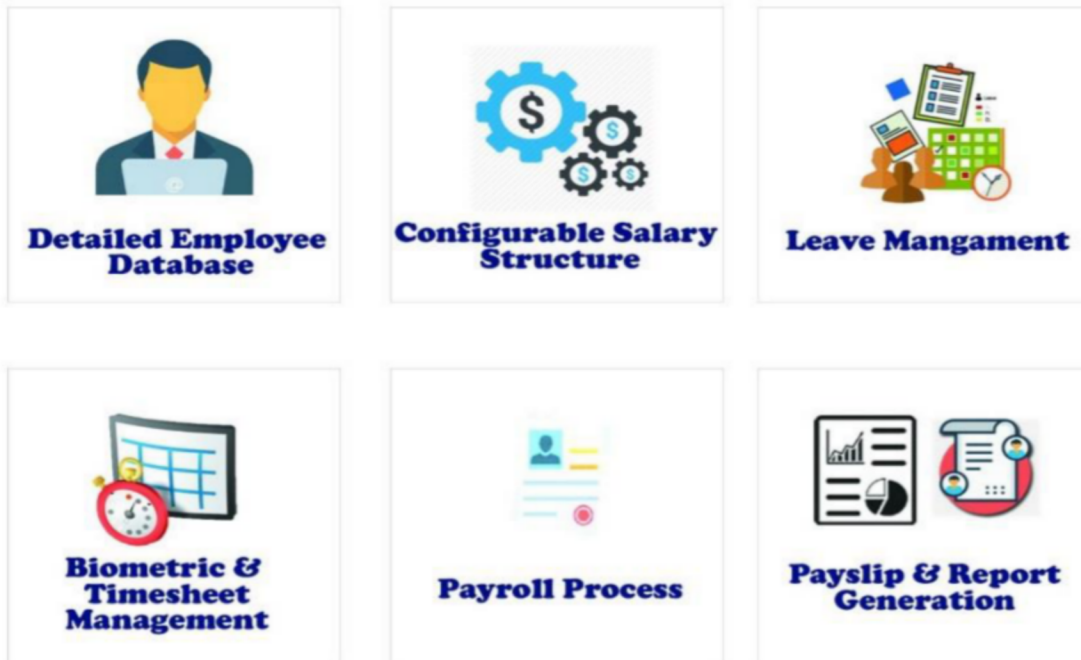 Detailed Employee
Database
Configurable Salary
Structure
Leave Mangament
Biometric &
Timesheet
Management
Payroll Process
Payslip & Report
Generation